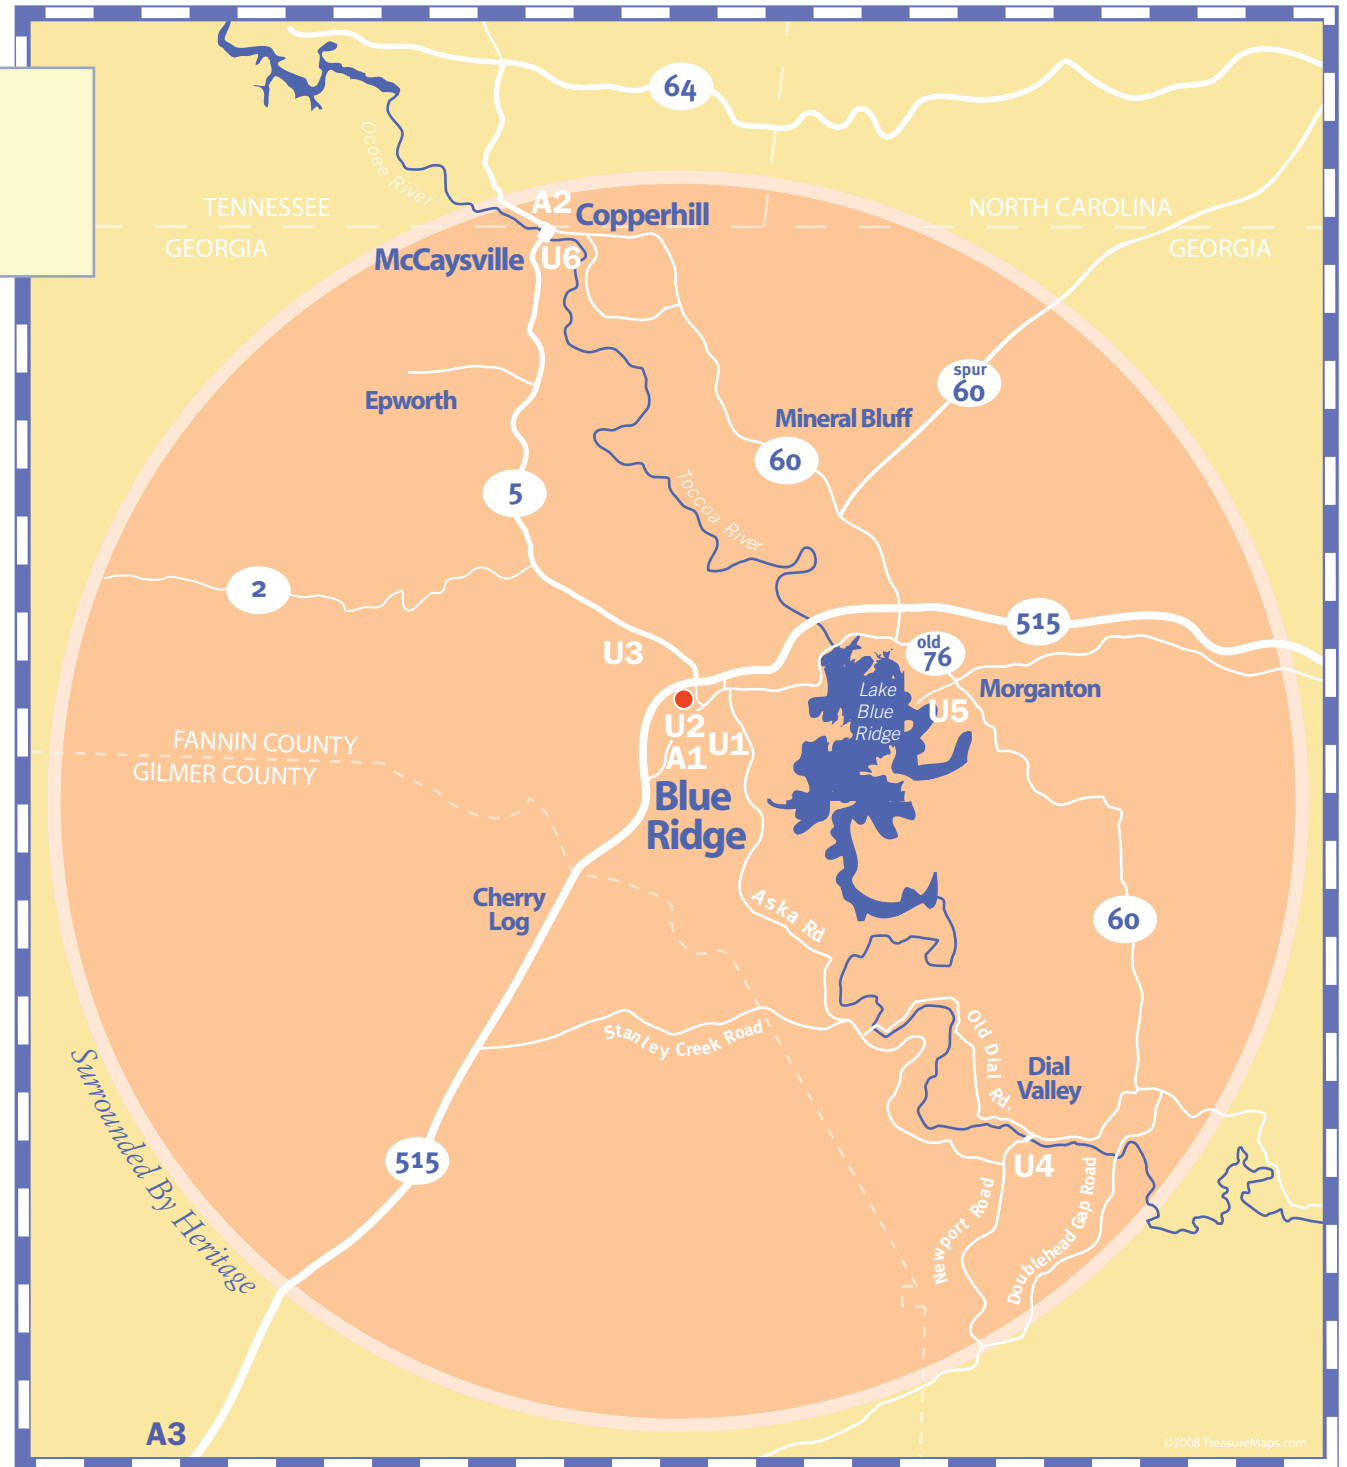 64
Ocoee River
TENNESSEE
GEORGIA
NORTH CAROLINA
GEORGIA
A2
Copperhill
McCaysville
U6
spur
60
Epworth
Mineral Bluff
60
5
Toccoa River
2
515
U3
old
76
Morganton
Lake
Blue
Ridge
U5
U2
U1
A1
FANNIN COUNTY
GILMER COUNTY
Blue
Ridge
Cherry
Log
Aska Rd
60
Stanley Creek Road
Old Dial Rd.
Dial
Valley
Surrounded By Heritage
515
U4
Newport Road
Doublehead Gap Road
A3
©2008 TreasureMaps.com